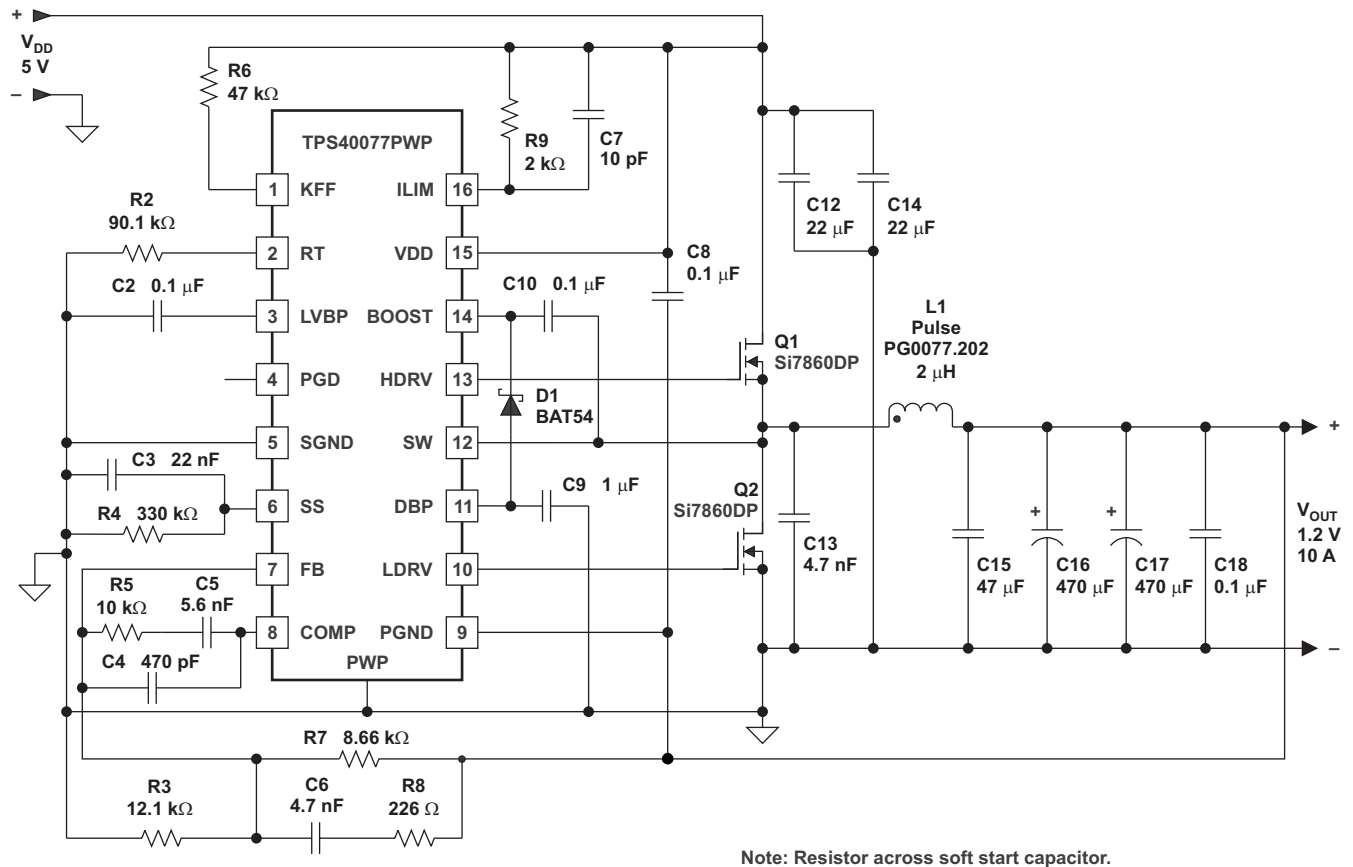 +
V_DD
5 V
–
R6
47 kΩ
TPS40077PWP
R9
2 kΩ
C7
10 pF
1 KFF
ILIM 16
R2
90.1 kΩ
2 RT
VDD 15
C8
0.1 μF
C12
22 μF
C14
22 μF
C2 0.1 μF
3 LVBP
BOOST 14
C10 0.1 μF
L1
Pulse
PG0077.202
2 μH
Q1
Si7860DP
4 PGD
HDRV 13
D1
BAT54
5 SGND
SW 12
+
C3 22 nF
6 SS
DBP 11
C9 1 μF
Q2
Si7860DP
R4 330 kΩ
C13
4.7 nF
C15
47 μF
+
C16
470 μF
+
C17
470 μF
C18
0.1 μF
V_OUT
1.2 V
10 A
7 FB
LDRV 10
R5
10 kΩ
C5
5.6 nF
8 COMP
PGND 9
–
C4 470 pF
PWP
R7 8.66 kΩ
R3
12.1 kΩ
C6
4.7 nF
R8
226 Ω
Note: Resistor across soft start capacitor.